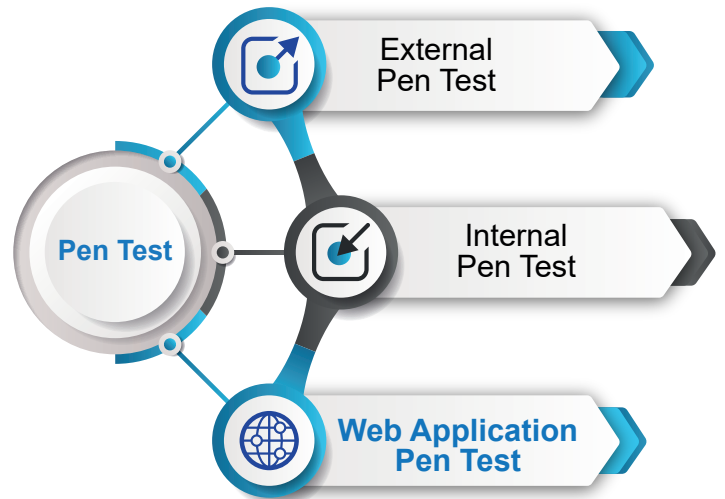 External
Pen Test
Pen Test
Internal
Pen Test
Web Application
Pen Test